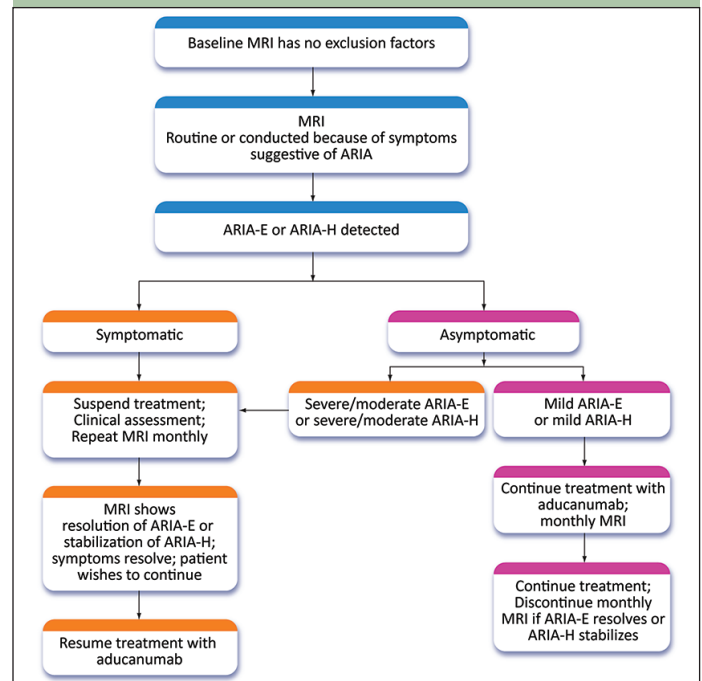 Baseline MRI has no exclusion factors
MRI
Routine or conducted because of symptoms
suggestive of ARIA
ARIA-E or ARIA-H detected
Symptomatic
Asymptomatic
Suspend treatment;
Clinical assessment;
Repeat MRI monthly
Severe/moderate ARIA-E
or severe/moderate ARIA-H
Mild ARIA-E
or mild ARIA-H
MRI shows
resolution of ARIA-E or
stabilization of ARIA-H;
symptoms resolve; patient
wishes to continue
Continue treatment with
aducanumab;
monthly MRI
Continue treatment;
Discontinue monthly
MRI if ARIA-E resolves or
ARIA-H stabilizes
Resume treatment with
aducanumab